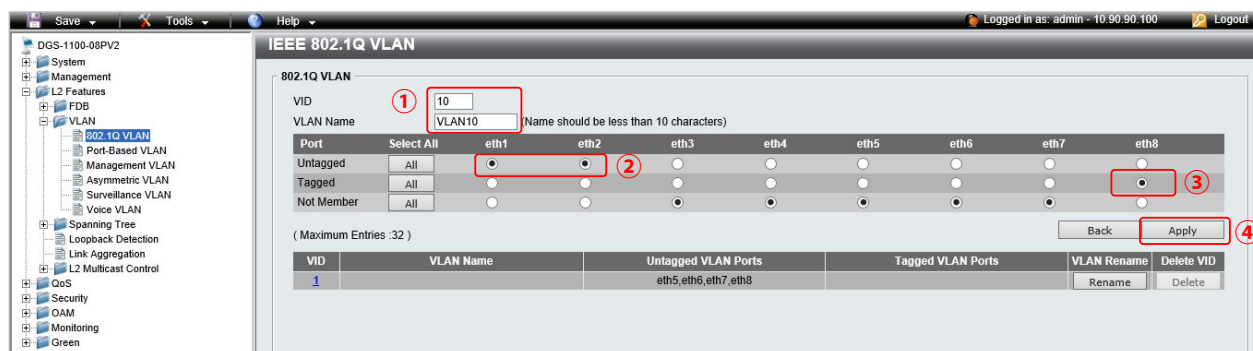 Save Tools Help Logged in as: admin - 10.90.90.100 Logout
DGS-1100-08PV2
System
Management
L2 Features
FDB
VLAN
802.1Q VLAN
Port-Based VLAN
Management VLAN
Asymmetric VLAN
Surveillance VLAN
Voice VLAN
Spanning Tree
Loopback Detection
Link Aggregation
L2 Multicast Control
QoS
Security
OAM
Monitoring
Green
IEEE 802.1Q VLAN
802.1Q VLAN
VID ① 10
VLAN Name VLAN10 (Name should be less than 10 characters)
Port Select All eth1 eth2 eth3 eth4 eth5 eth6 eth7 eth8
Untagged All ②
Tagged All ③
Not Member All
( Maximum Entries :32 ) Back Apply ④
VID VLAN Name Untagged VLAN Ports Tagged VLAN Ports VLAN Rename Delete VID
1 eth5,eth6,eth7,eth8 Rename Delete